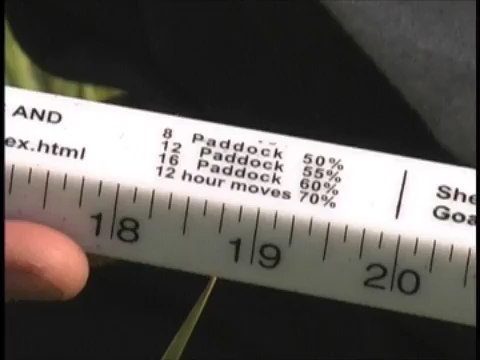 AND
ex.html
8 Paddock 50%
12 Paddock 55%
16 Paddock 60%
12 hour moves 70%
She
Goa
18 19 20